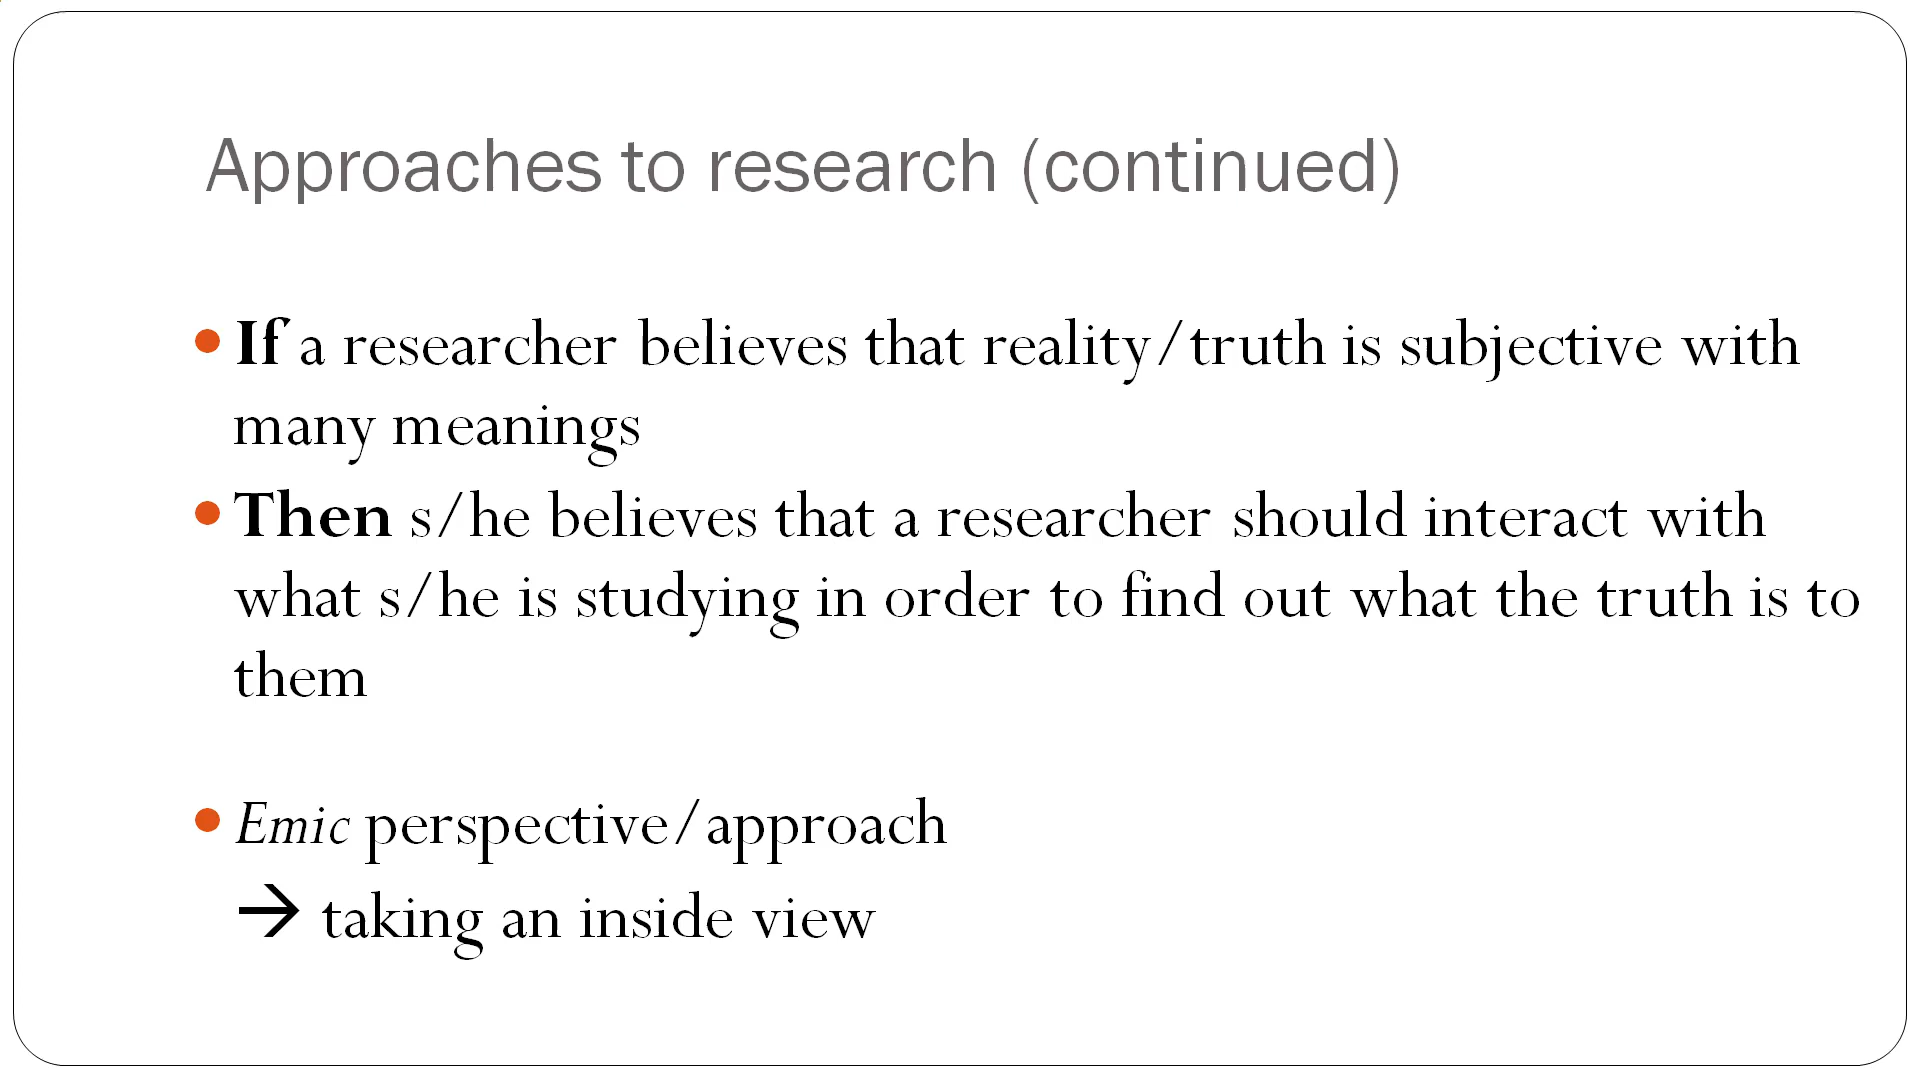 Approaches to research (continued)
• If a researcher believes that reality/truth is subjective with
many meanings
• Then s/he believes that a researcher should interact with
what s/he is studying in order to find out what the truth is to
them
• Emic perspective/approach
→ taking an inside view